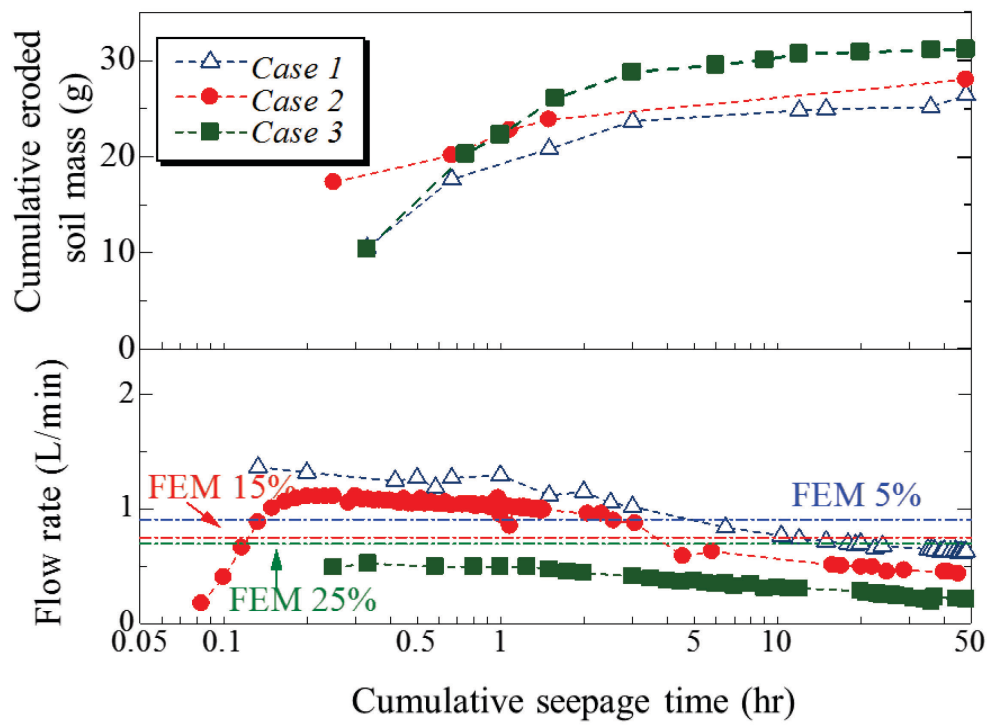 Cumulative eroded
soil mass (g)
30
20
10
0
Case 1
Case 2
Case 3
Flow rate (L/min)
2
1
0
FEM 15%
FEM 5%
FEM 25%
0.05 0.1 0.5 1 5 10 50
Cumulative seepage time (hr)